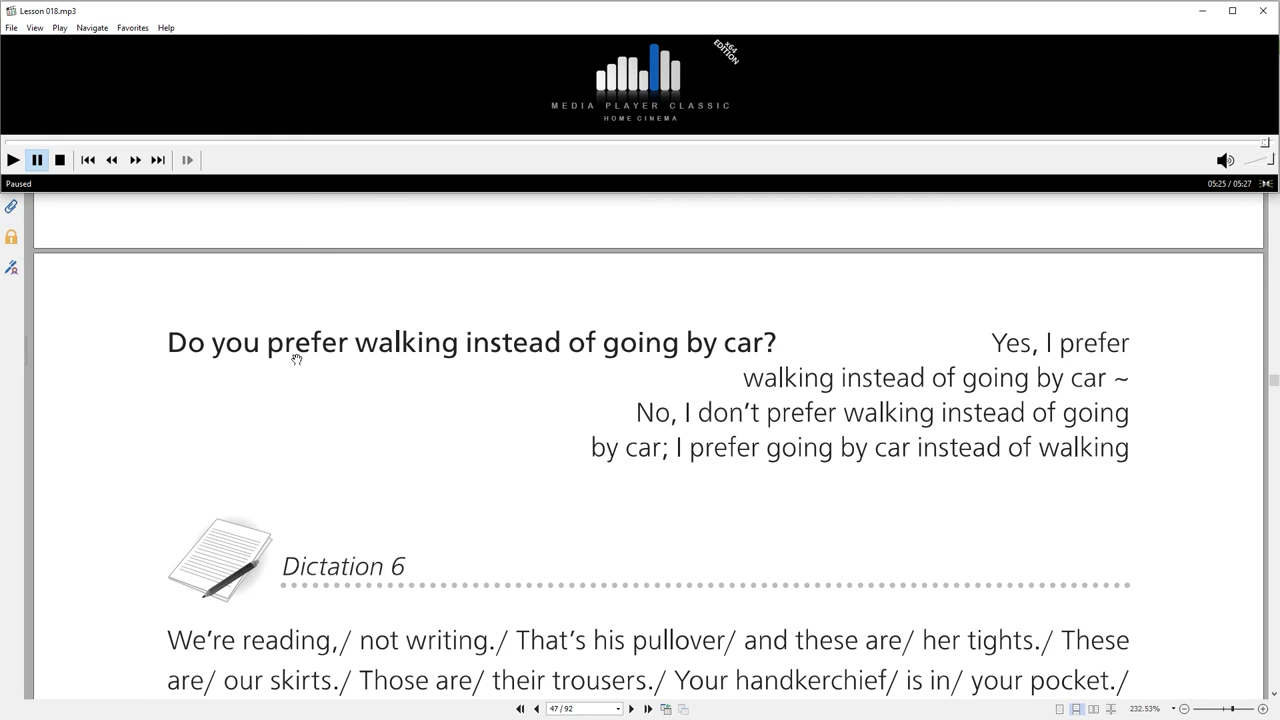 Lesson 018.mp3
File View Play Navigate Favorites Help
x64 EDITION
MEDIA PLAYER CLASSIC
HOME CINEMA
Paused 05:25 / 05:27
Do you prefer walking instead of going by car? Yes, I prefer
walking instead of going by car ~
No, I don’t prefer walking instead of going
by car; I prefer going by car instead of walking
Dictation 6
We’re reading,/ not writing./ That’s his pullover/ and these are/ her tights./ These
are/ our skirts./ Those are/ their trousers./ Your handkerchief/ is in/ your pocket./
47 / 92 232.53%